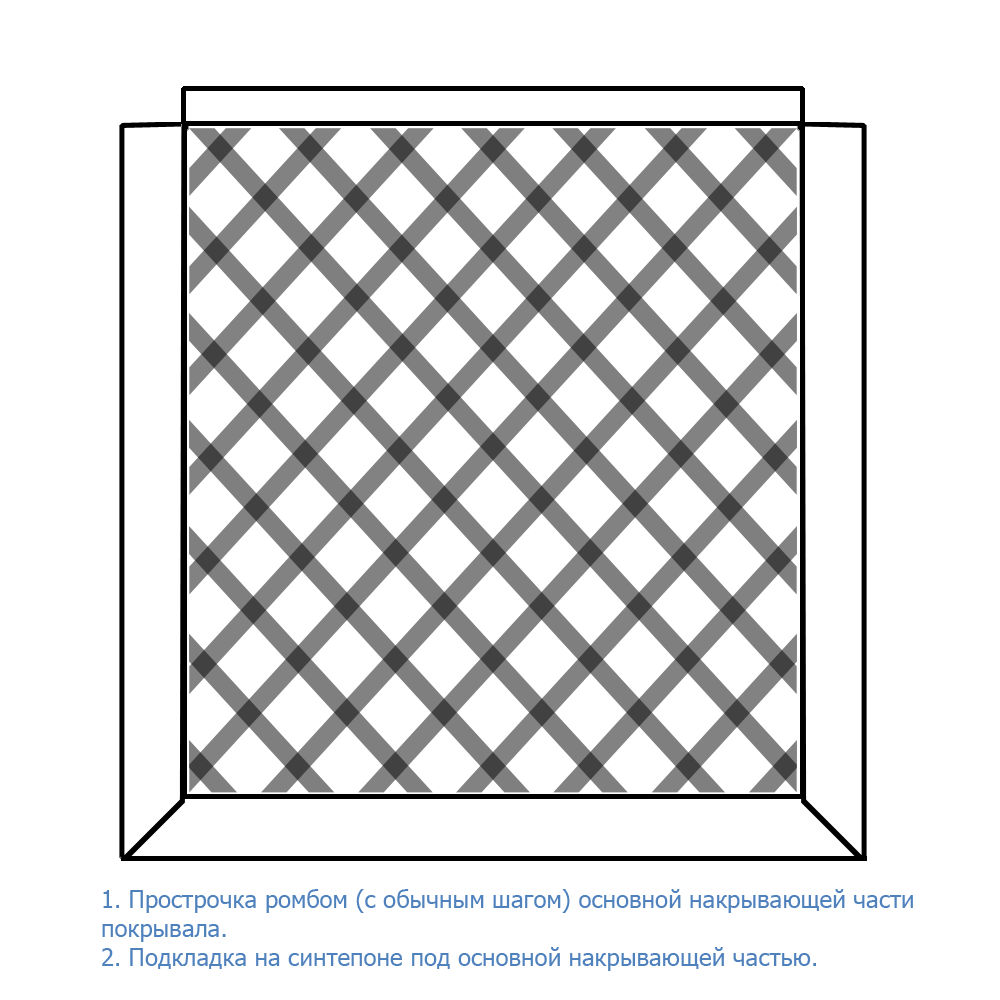 1. Прострочка ромбом (с обычным шагом) основной накрывающей части
покрывала.
2. Подкладка на синтепоне под основной накрывающей частью.